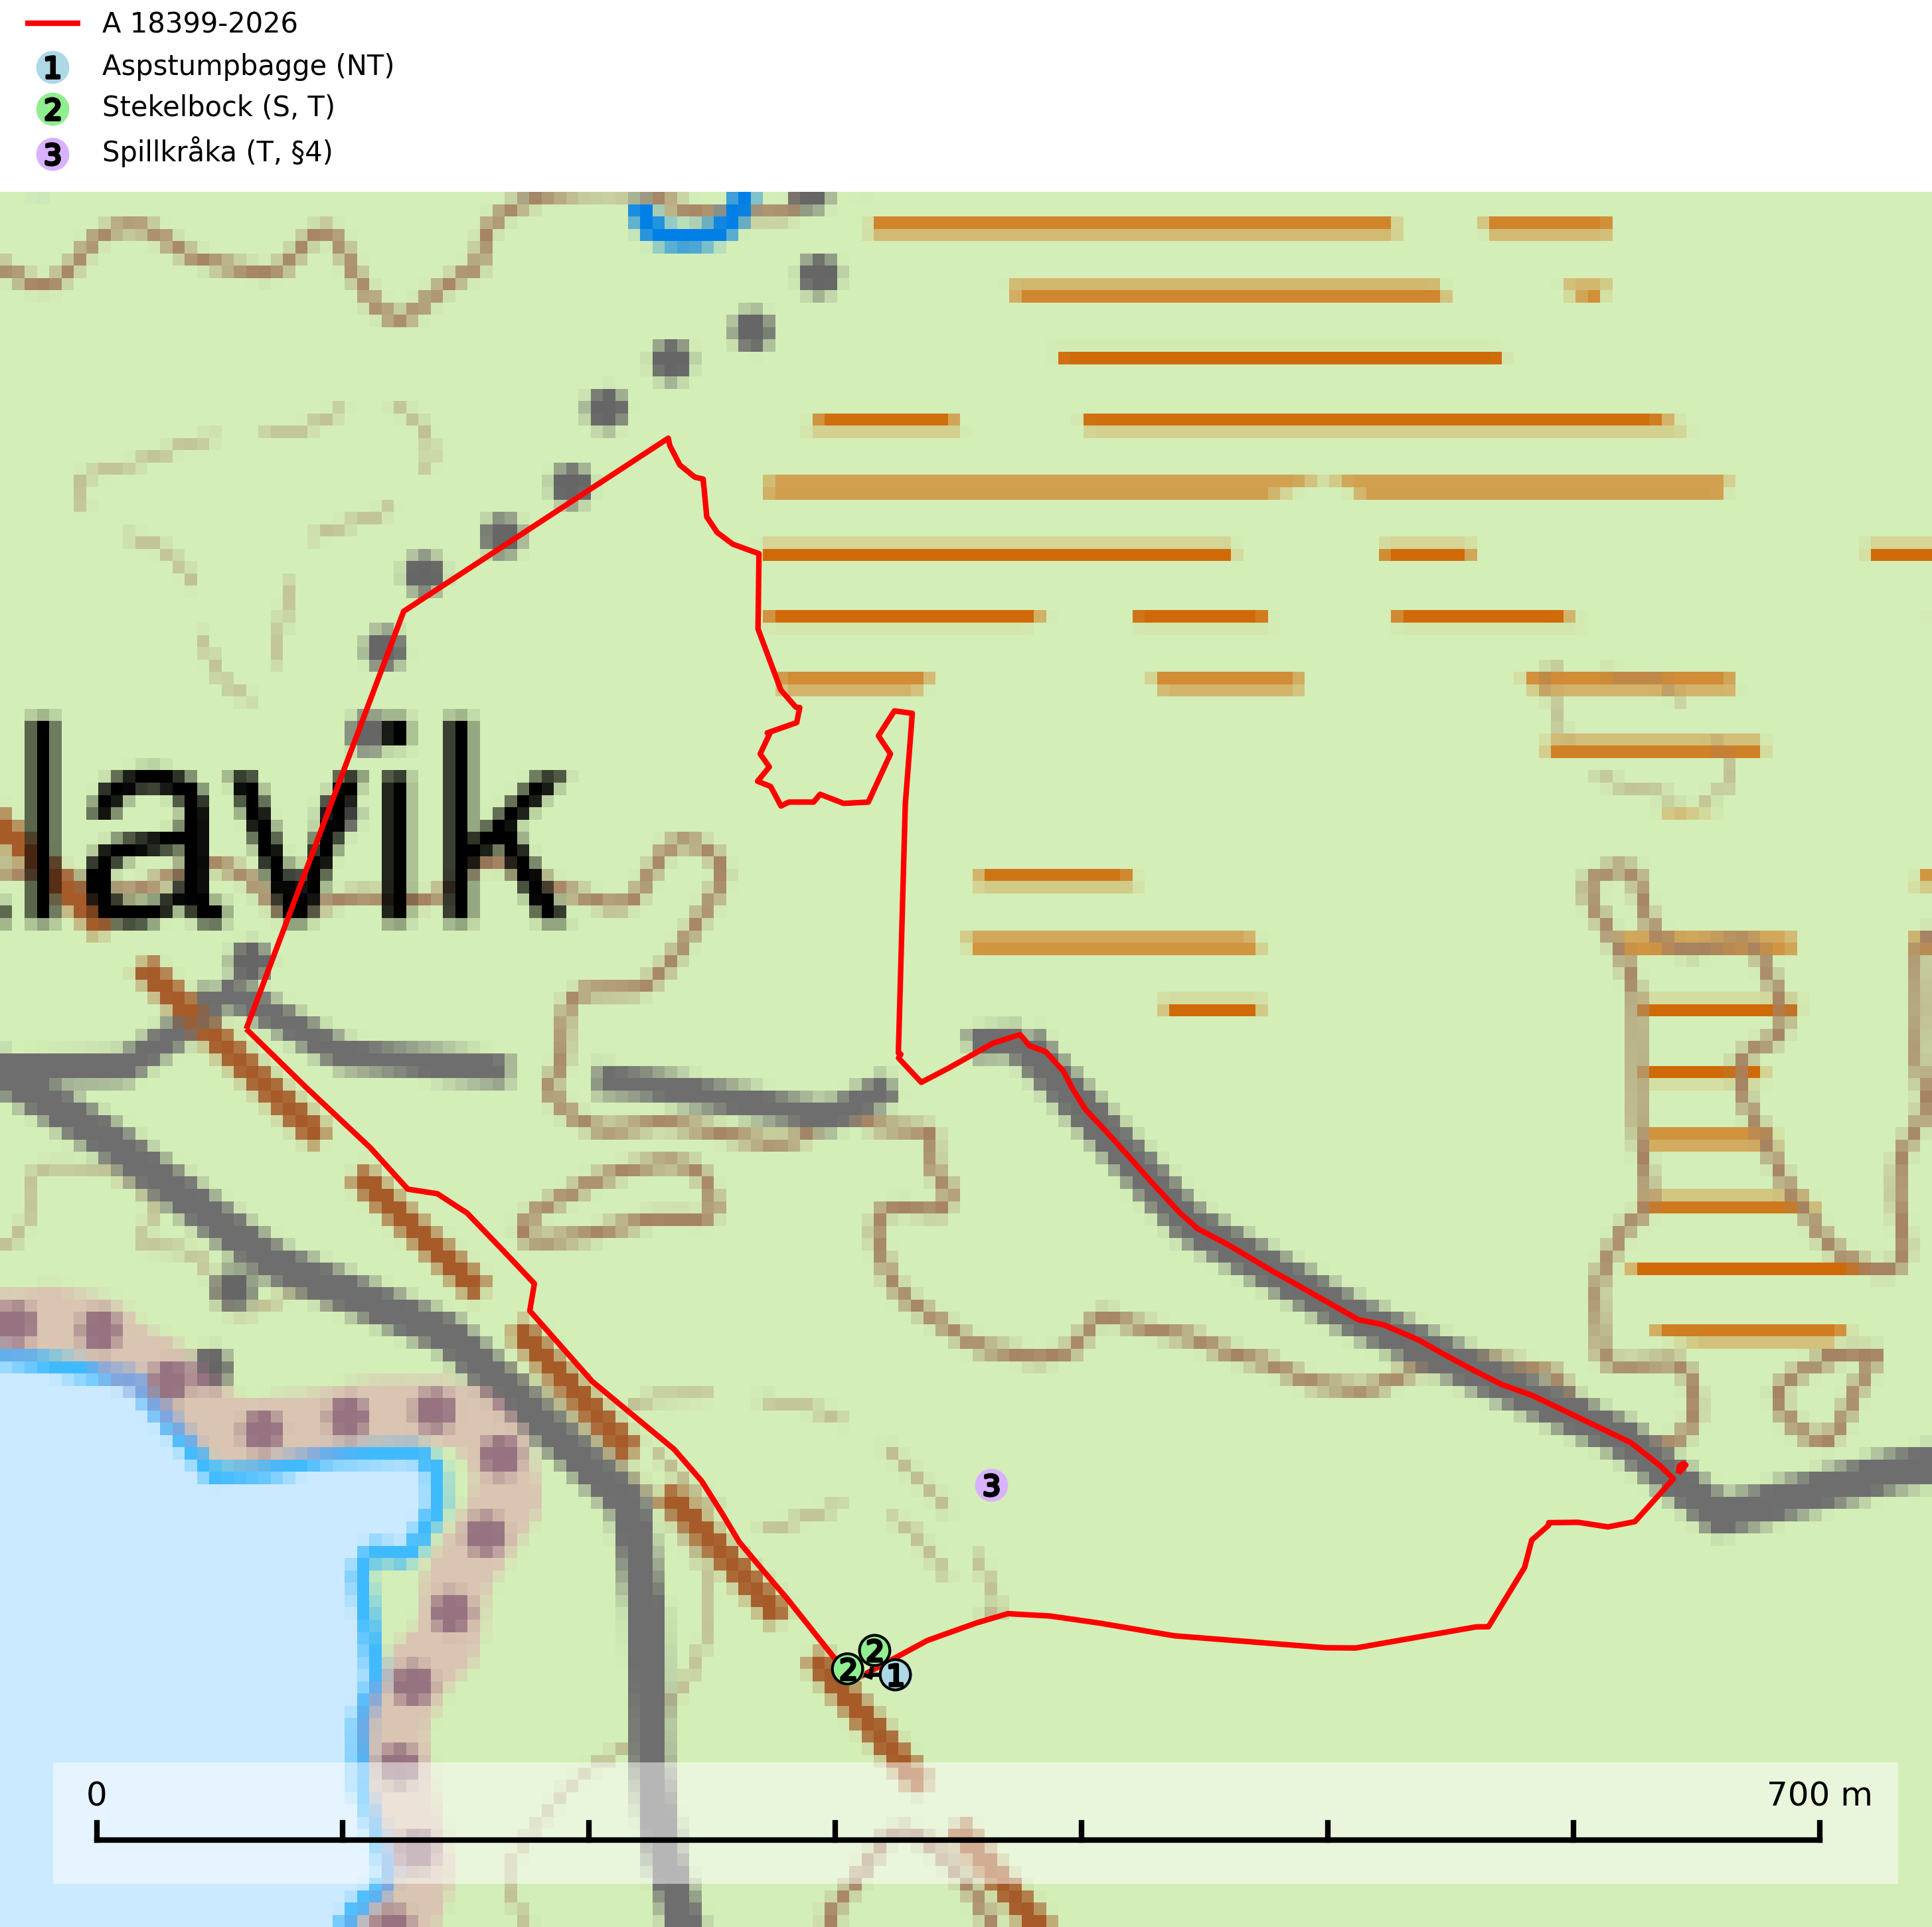 A 18399-2026
1 Aspstumpbagge (NT)
2 Stekelbock (S, T)
3 Spillkråka (T, §4)
lavik
3
2
2 1
0 700 m